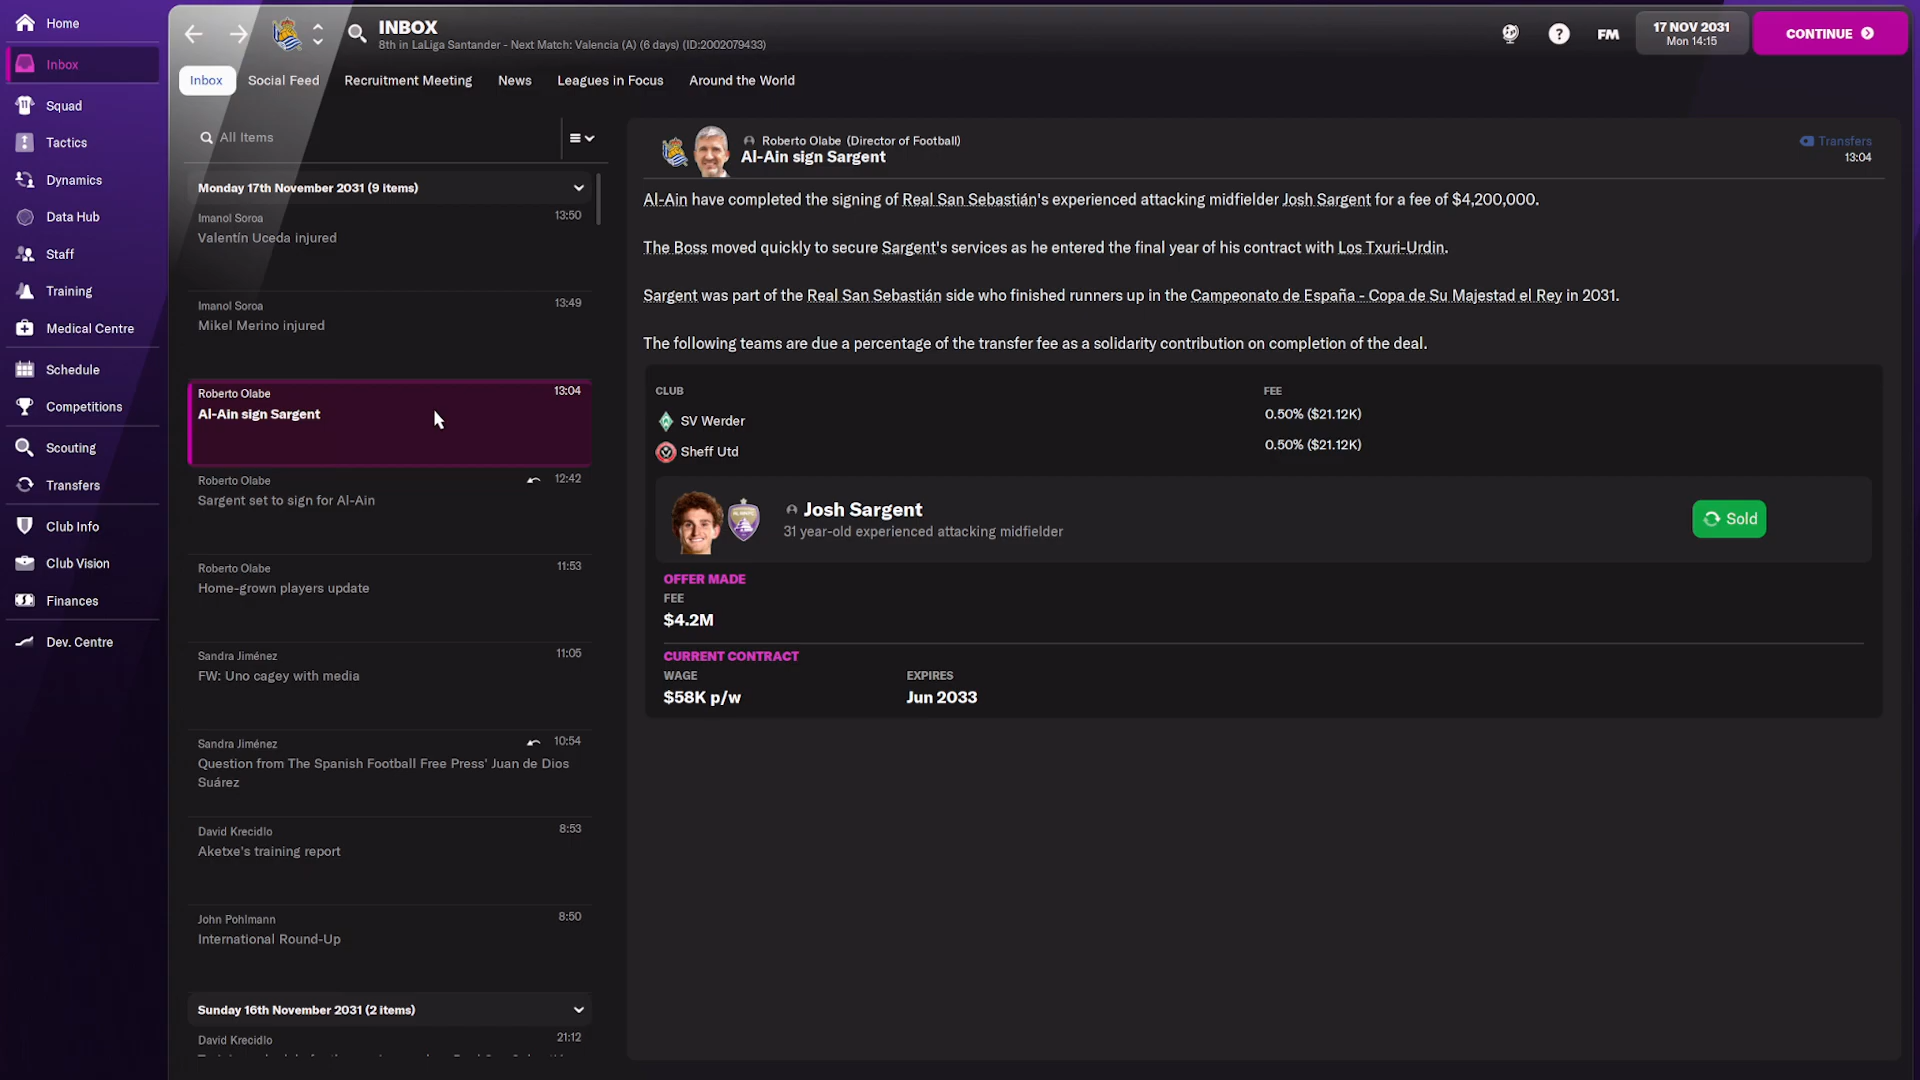 Home
Inbox
Squad
Tactics
Dynamics
Data Hub
Staff
Training
Medical Centre
Schedule
Competitions
Scouting
Transfers
Club Info
Club Vision
Finances
Dev. Centre
INBOX
8th in LaLiga Santander - Next Match: Valencia (A) (6 days) (ID:2002079433)
?
FM
17 NOV 2031
Mon 14:15
CONTINUE
Inbox
Social Feed
Recruitment Meeting
News
Leagues in Focus
Around the World
All Items
Monday 17th November 2031 (9 items)
Imanol Soroa 13:50
Valentín Uceda injured
Imanol Soroa 13:49
Mikel Merino injured
Roberto Olabe 13:04
Al-Ain sign Sargent
Roberto Olabe 12:42
Sargent set to sign for Al-Ain
Roberto Olabe 11:53
Home-grown players update
Sandra Jiménez 11:05
FW: Uno cagey with media
Sandra Jiménez 10:54
Question from The Spanish Football Free Press' Juan de Dios
Suárez
David Krecidlo 8:53
Aketxe's training report
John Pohlmann 8:50
International Round-Up
Sunday 16th November 2031 (2 items)
David Krecidlo 21:12
Roberto Olabe (Director of Football)
Al-Ain sign Sargent
Transfers
13:04
Al-Ain have completed the signing of Real San Sebastián's experienced attacking midfielder Josh Sargent for a fee of $4,200,000.
The Boss moved quickly to secure Sargent's services as he entered the final year of his contract with Los Txuri-Urdin.
Sargent was part of the Real San Sebastián side who finished runners up in the Campeonato de España - Copa de Su Majestad el Rey in 2031.
The following teams are due a percentage of the transfer fee as a solidarity contribution on completion of the deal.
CLUB FEE
SV Werder 0.50% ($21.12K)
Sheff Utd 0.50% ($21.12K)
Josh Sargent
31 year-old experienced attacking midfielder
Sold
OFFER MADE
FEE
$4.2M
CURRENT CONTRACT
WAGE EXPIRES
$58K p/w Jun 2033